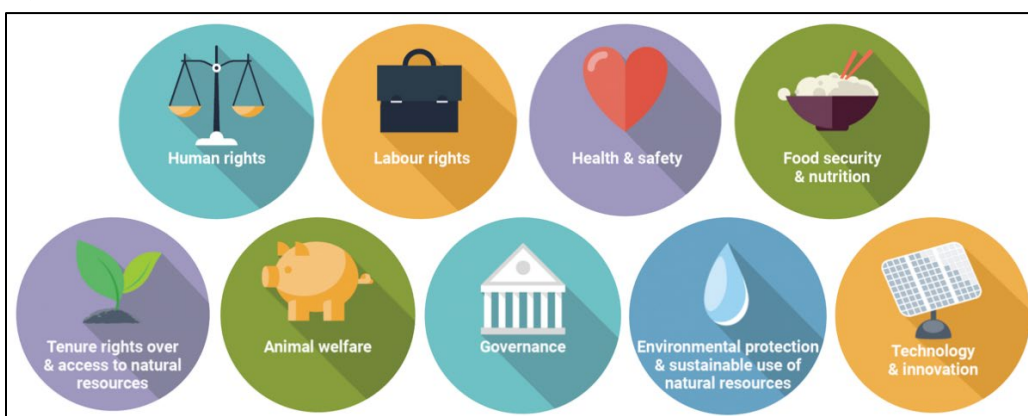 Human rights
Labour rights
Health & safety
Food security
& nutrition
Tenure rights over
& access to natural
resources
Animal welfare
Governance
Environmental protection
& sustainable use of
natural resources
Technology
& innovation